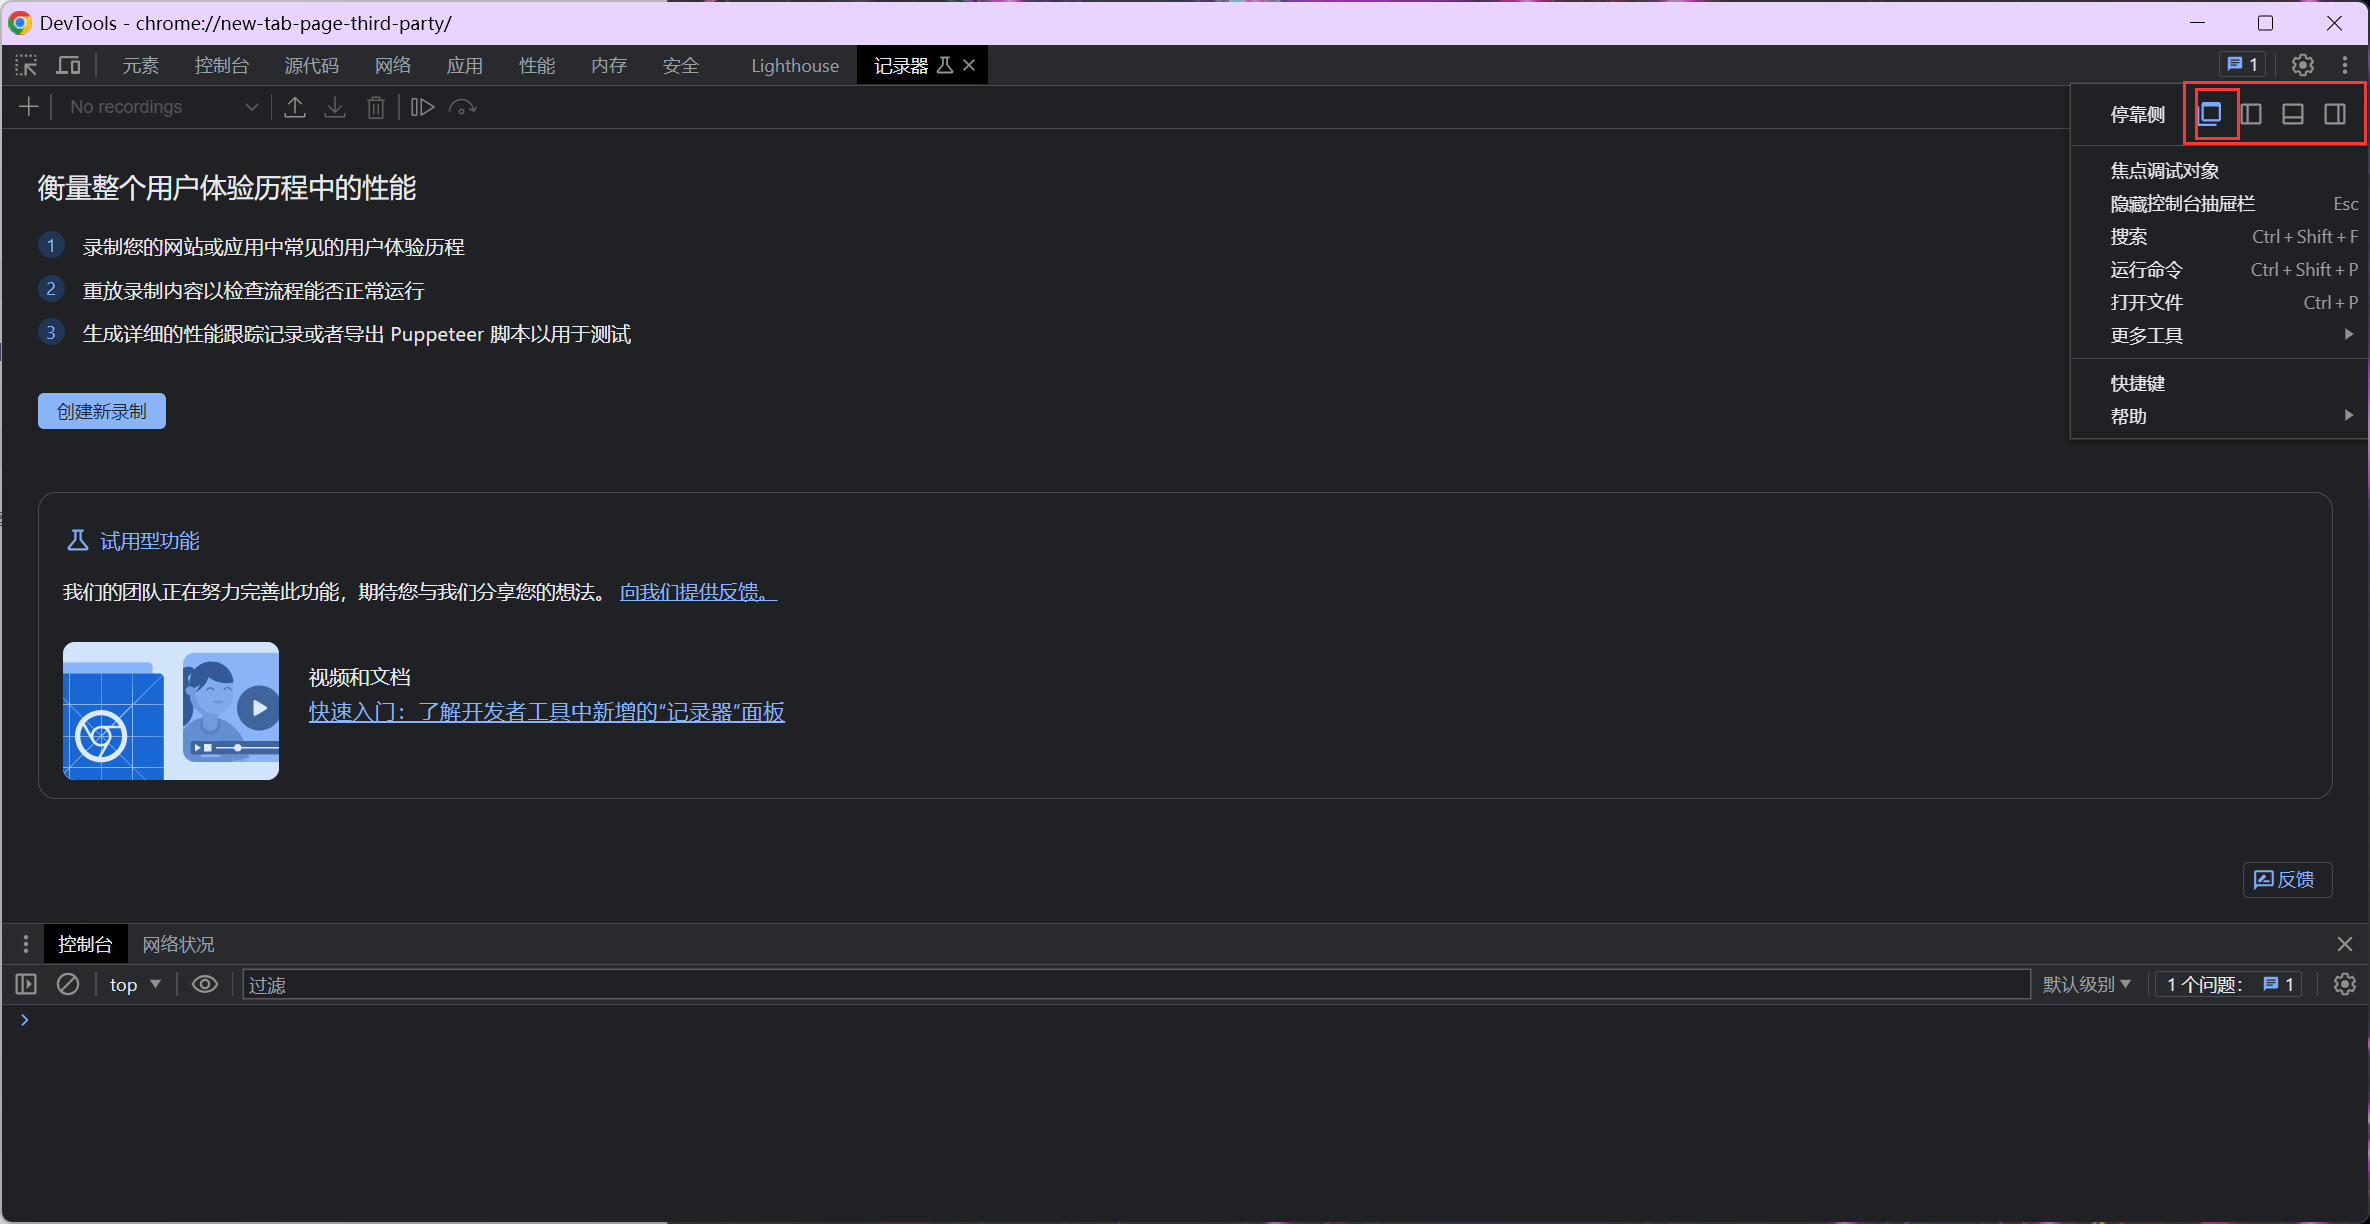 DevTools - chrome://new-tab-page-third-party/
元素 控制台 源代码 网络 应用 性能 内存 安全 Lighthouse 记录器 1
No recordings
停靠侧
焦点调试对象
隐藏控制台抽屉栏 Esc
搜索 Ctrl + Shift + F
运行命令 Ctrl + Shift + P
打开文件 Ctrl + P
更多工具
快捷键
帮助
衡量整个用户体验历程中的性能
1 录制您的网站或应用中常见的用户体验历程
2 重放录制内容以检查流程能否正常运行
3 生成详细的性能跟踪记录或者导出 Puppeteer 脚本以用于测试
创建新录制
试用型功能
我们的团队正在努力完善此功能，期待您与我们分享您的想法。 向我们提供反馈。
视频和文档
快速入门：了解开发者工具中新增的“记录器”面板
反馈
控制台 网络状况
top 过滤 默认级别 1 个问题： 1